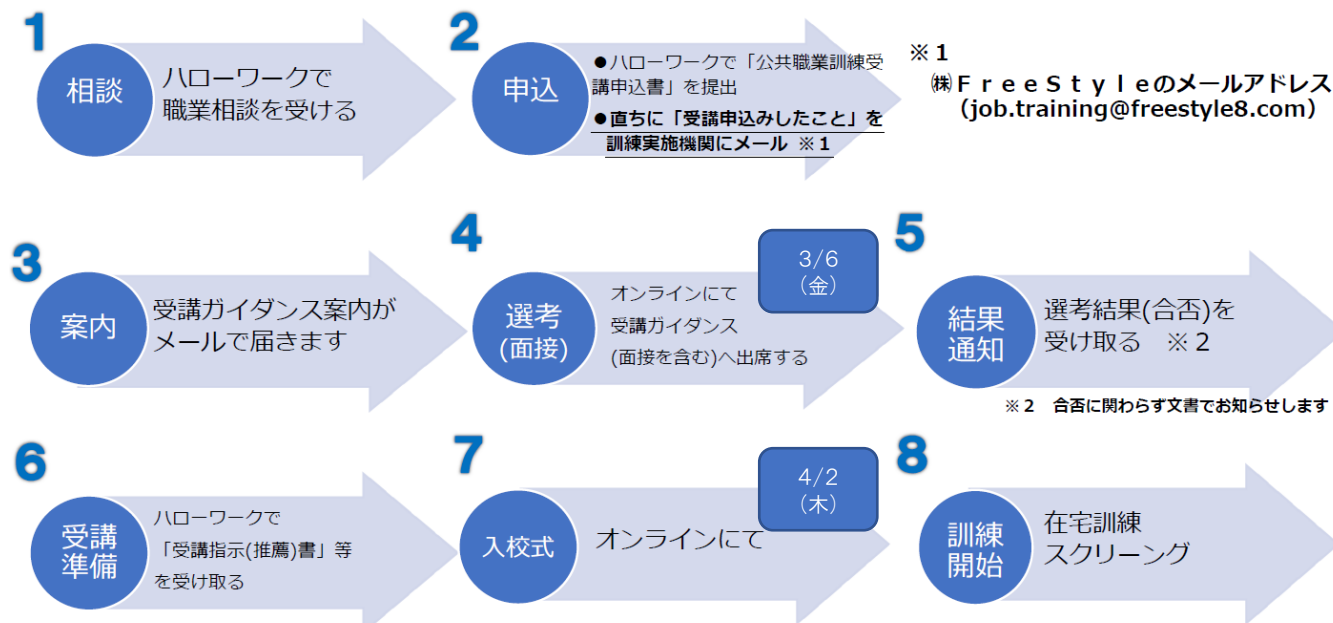 1
相談
ハローワークで
職業相談を受ける
2
申込
●ハローワークで「公共職業訓練受
講申込書」を提出
●直ちに「受講申込みしたこと」を
訓練実施機関にメール ※１
※１
㈱ＦｒｅｅＳｔｙｌｅのメールアドレス
(job.training@freestyle8.com)
3
案内
受講ガイダンス案内が
メールで届きます
4
選考
(面接)
オンラインにて
受講ガイダンス
(面接を含む)へ出席する
3/6
（金）
5
結果
通知
選考結果(合否)を
受け取る　※２
※２　合否に関わらず文書でお知らせします
6
受講
準備
ハローワークで
「受講指示(推薦)書」等
を受け取る
7
入校式
オンラインにて
4/2
（木）
8
訓練
開始
在宅訓練
スクリーング